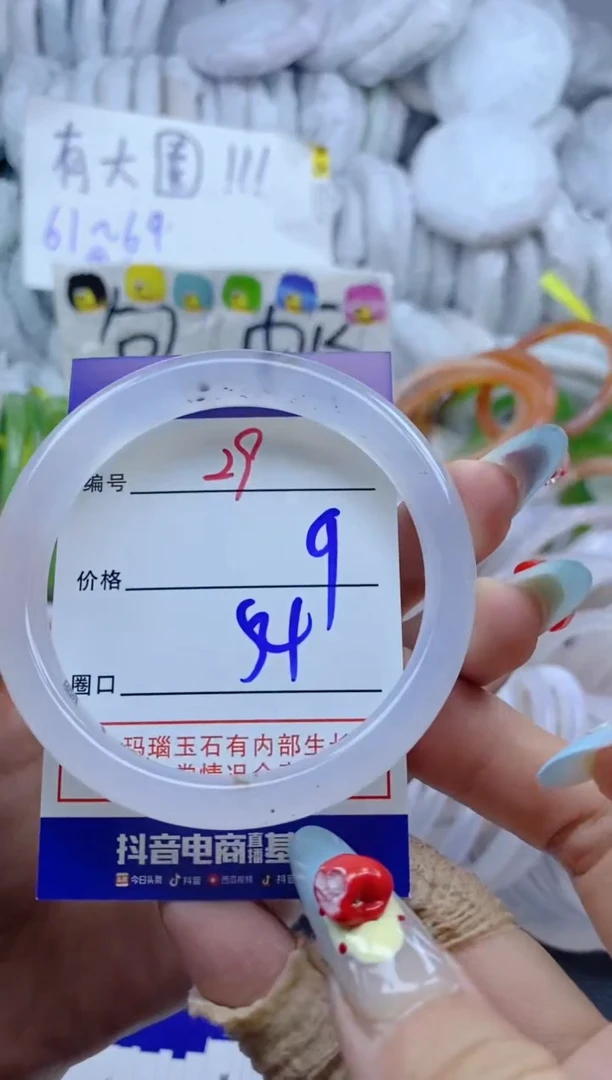 有大圈!!!
61~69
编号 29
价格 9
圈口 54
玛瑙玉石有内部生长
抖音电商直播基
今日头条 抖音 西瓜视频 抖音